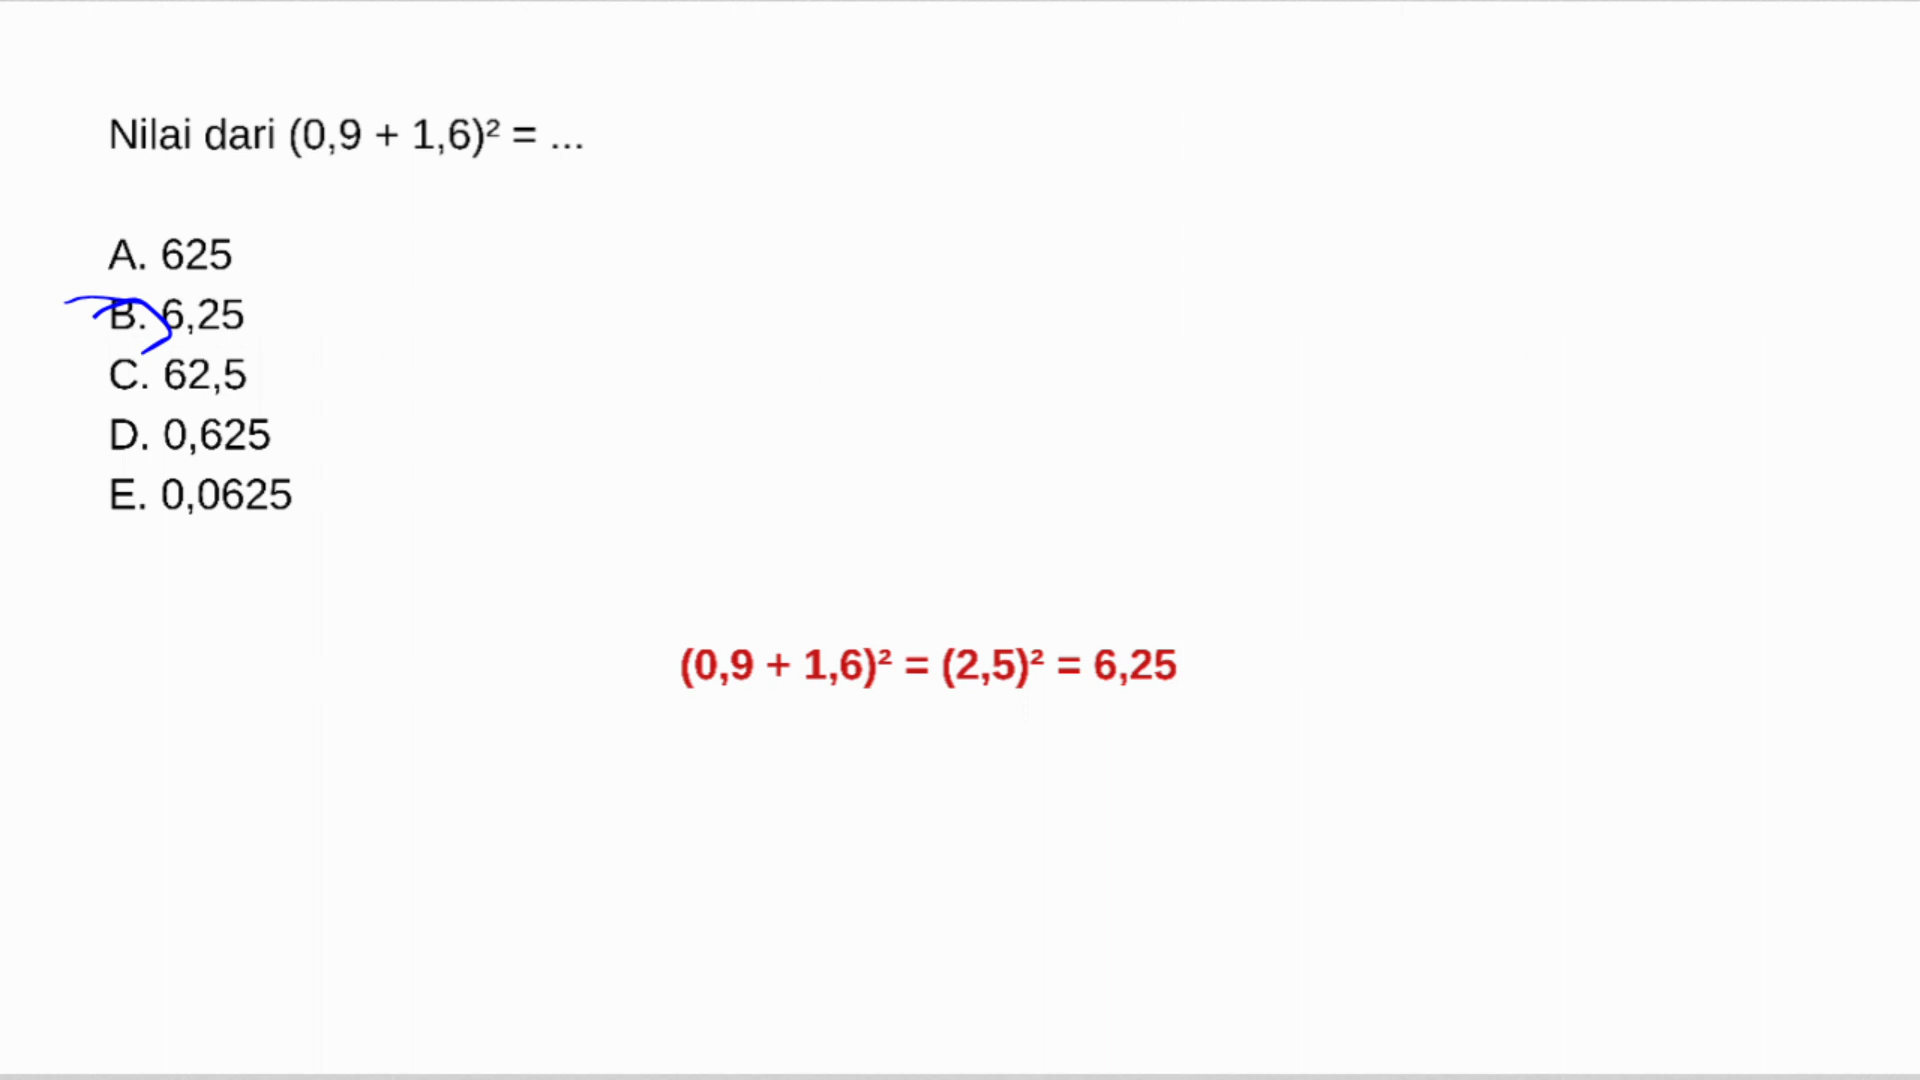 Nilai dari (0,9 + 1,6)² = ...
A. 625
B. 6,25
C. 62,5
D. 0,625
E. 0,0625
(0,9 + 1,6)² = (2,5)² = 6,25